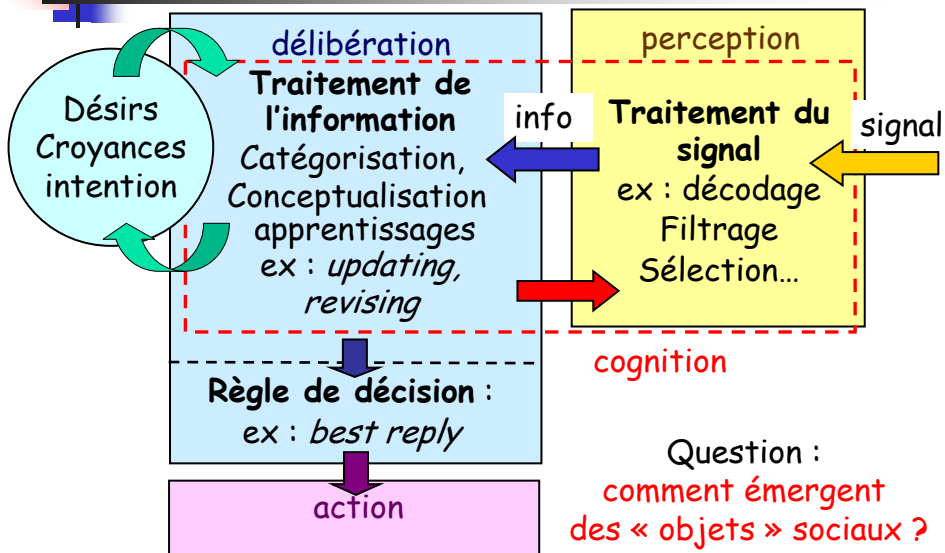 délibération
Traitement de
l'information
Catégorisation,
Conceptualisation
apprentissages
ex : updating,
revising
Règle de décision :
ex : best reply
action
Désirs
Croyances
intention
info
perception
Traitement du
signal
ex : décodage
Filtrage
Sélection...
signal
cognition
Question :
comment émergent
des « objets » sociaux ?